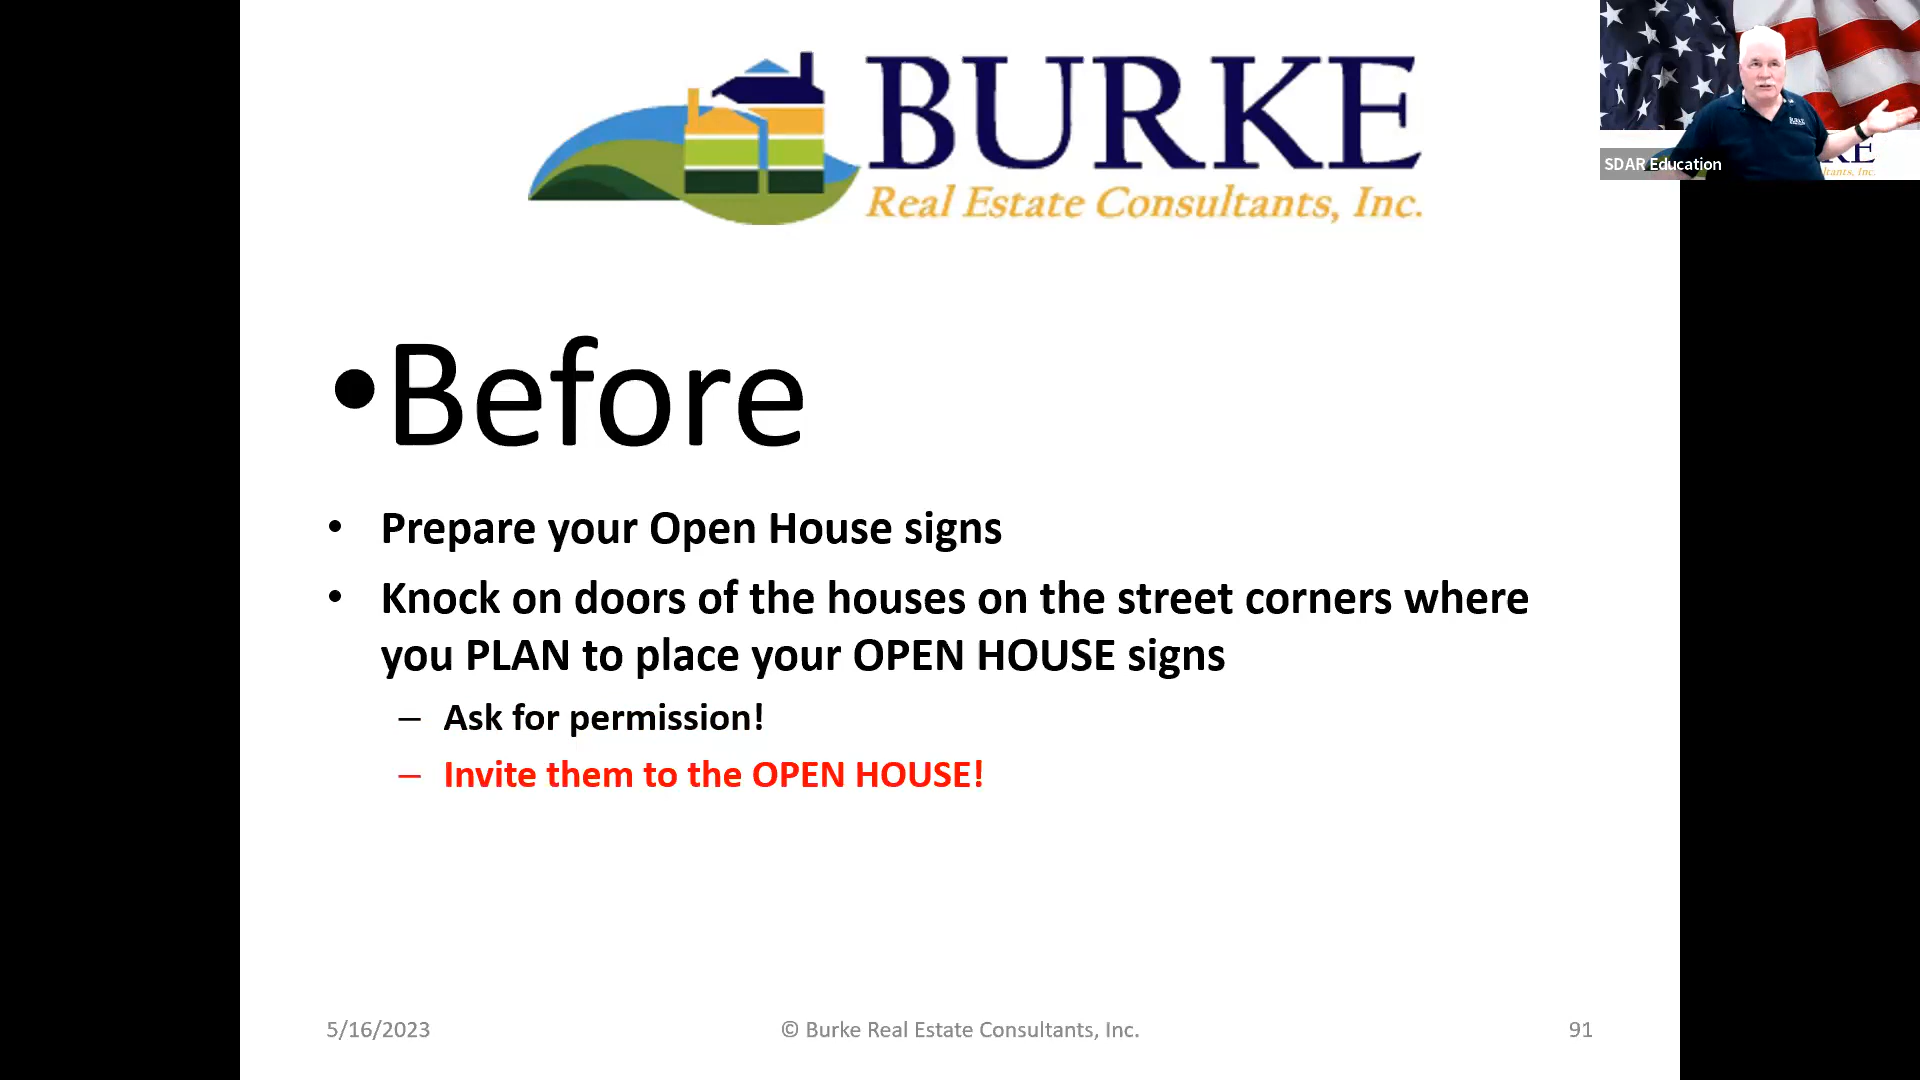 BURKE
Real Estate Consultants, Inc.
SDAR Education
•Before
• Prepare your Open House signs
• Knock on doors of the houses on the street corners where
you PLAN to place your OPEN HOUSE signs
– Ask for permission!
– Invite them to the OPEN HOUSE!
5/16/2023
© Burke Real Estate Consultants, Inc.
91